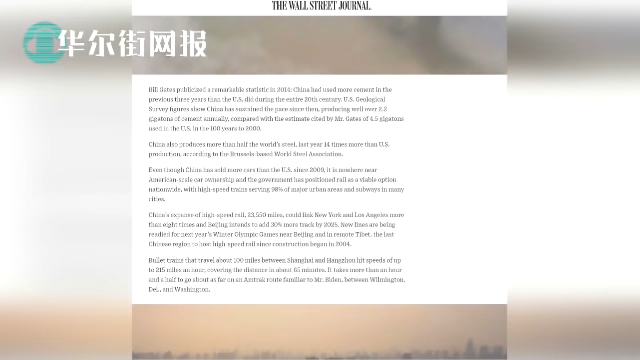 THE WALL STREET JOURNAL.
华尔街网报
Bill Gates publicized a remarkable statistic in 2014: China had used more cement in the
previous three years than the U.S. did during the entire 20th century. U.S. Geological
Survey figures show China has sustained the pace since then, producing well over 2.2
gigatons of cement annually, compared with the estimate cited by Mr. Gates of 4.5 gigatons
used in the U.S. in the 100 years to 2000.
China also produces more than half the world's steel, last year 14 times more than U.S.
production, according to the Brussels-based World Steel Association.
Even though China has sold more cars than the U.S. since 2009, it is nowhere near
American-scale car ownership and the government has positioned rail as a viable option
nationwide, with high-speed trains serving 98% of major urban areas and subways in many
cities.
China's expanse of high-speed rail, 23,550 miles, could link New York and Los Angeles more
than eight times and Beijing intends to add 30% more track by 2025. New lines are being
readied for next year's Winter Olympic Games near Beijing and in remote Tibet, the last
Chinese region to host high-speed rail since construction began in 2004.
Bullet trains that travel about 100 miles between Shanghai and Hangzhou hit speeds of up
to 215 miles an hour, covering the distance in about 65 minutes. It takes more than an hour
and a half to go about as far on an Amtrak route familiar to Mr. Biden, between Wilmington,
Del., and Washington.